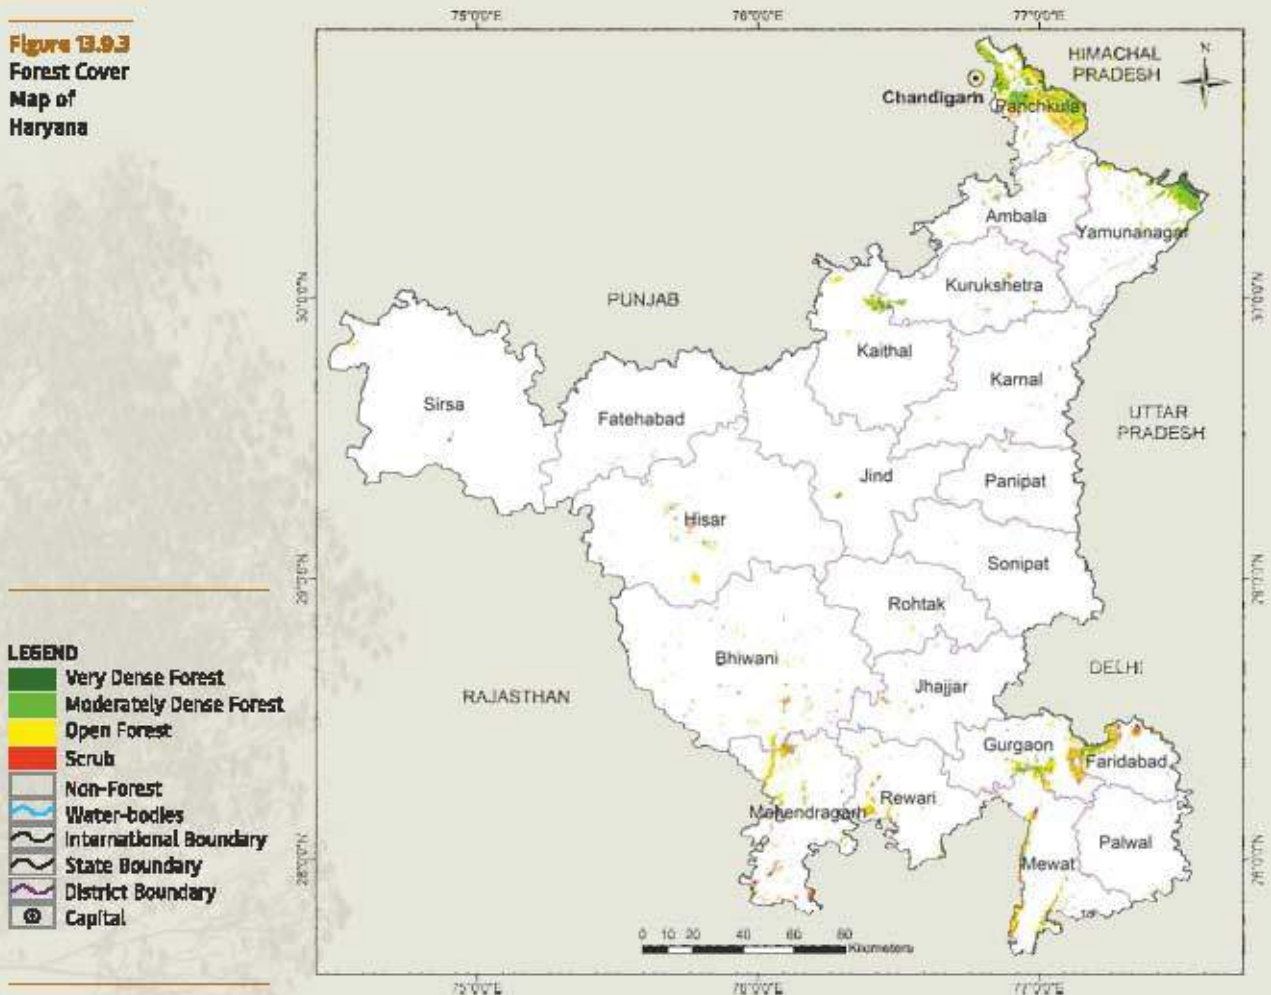 Figure 13.9.3
Forest Cover
Map of
Haryana
75°0'0"E
76°0'0"E
77°0'0"E
HIMACHAL
PRADESH
N
Chandigarh
Panchkula
Ambala
Yamunanagar
30°0'0"N
PUNJAB
Kurukshetra
30°0'0"N
Kaithal
Karnal
Sirsa
Fatehabad
UTTAR
PRADESH
Jind
Panipat
Hisar
Sonipat
29°0'0"N
29°0'0"N
Rohtak
Bhiwani
DELHI
RAJASTHAN
Jhajjar
Gurgaon
Faridabad
Rewari
Mahendragarh
Palwal
Mewat
28°0'0"N
28°0'0"N
0 10 20 40 60 80
Kilometers
75°0'0"E
76°0'0"E
77°0'0"E
LEGEND
Very Dense Forest
Moderately Dense Forest
Open Forest
Scrub
Non-Forest
Water-bodies
International Boundary
State Boundary
District Boundary
Capital